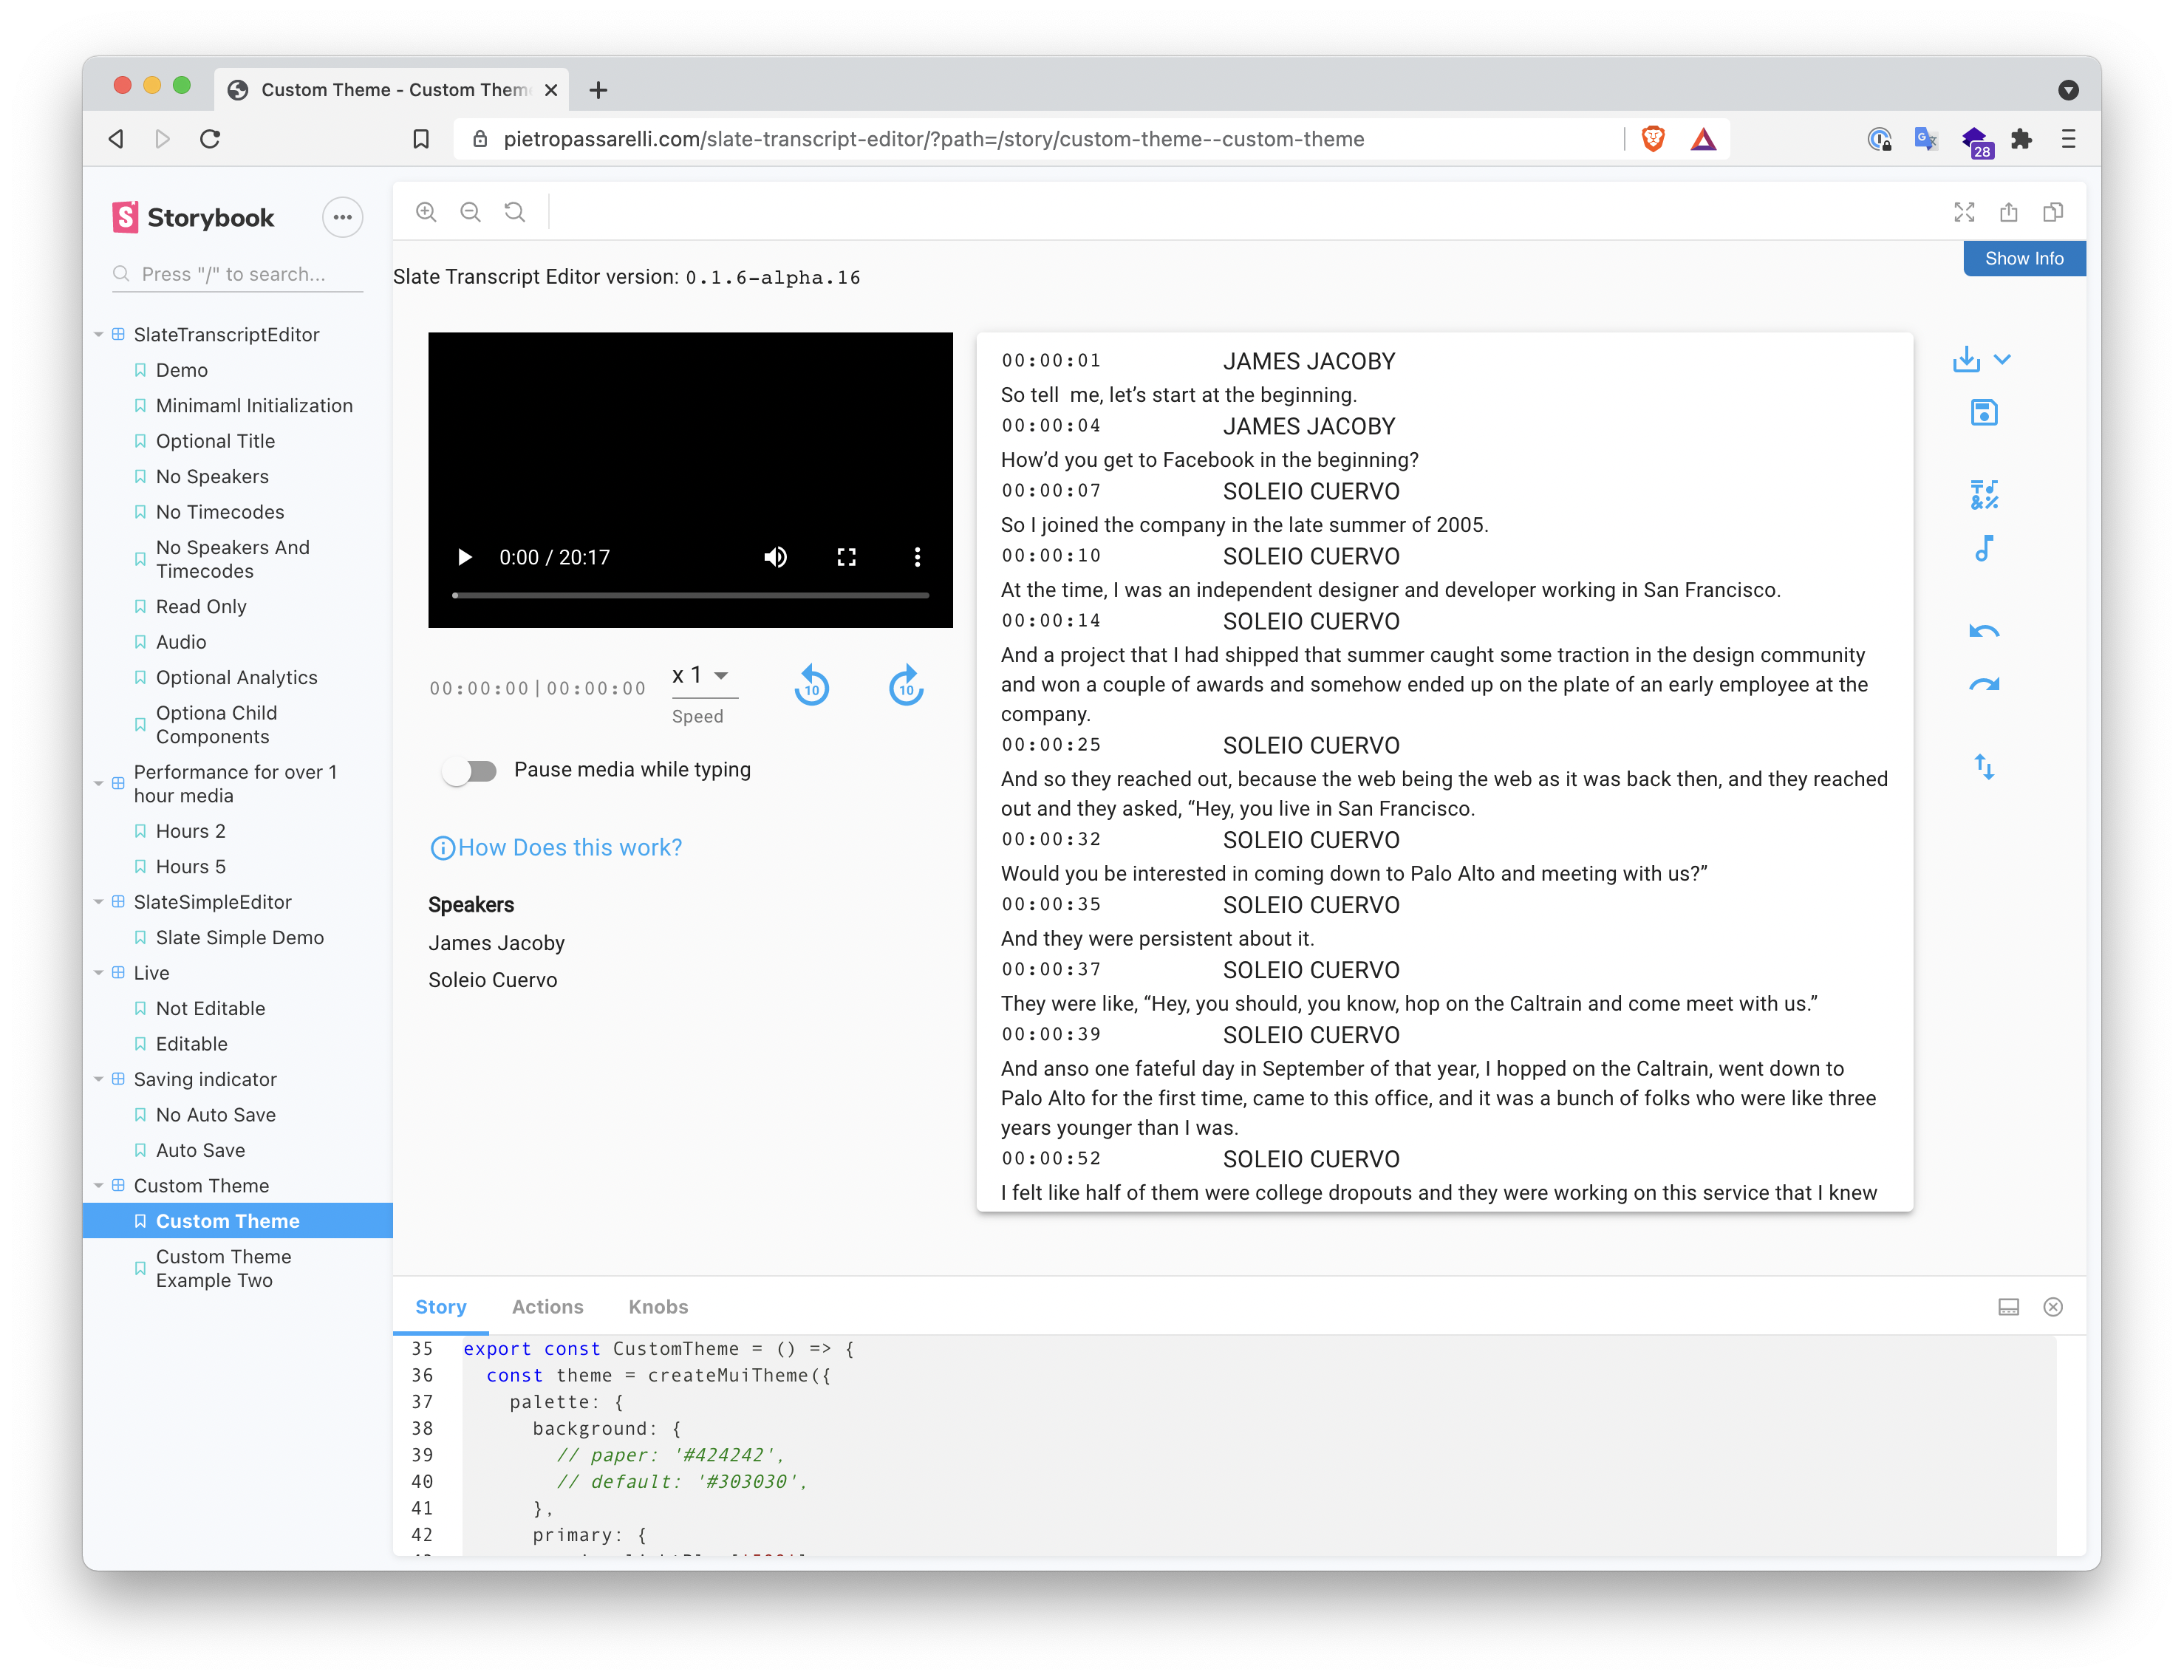 Custom Theme - Custom Them
pietropassarelli.com/slate-transcript-editor/?path=/story/custom-theme--custom-theme
28
Storybook
Press "/" to search...
SlateTranscriptEditor
Demo
Minimaml Initialization
Optional Title
No Speakers
No Timecodes
No Speakers And
Timecodes
Read Only
Audio
Optional Analytics
Optiona Child
Components
Performance for over 1
hour media
Hours 2
Hours 5
SlateSimpleEditor
Slate Simple Demo
Live
Not Editable
Editable
Saving indicator
No Auto Save
Auto Save
Custom Theme
Custom Theme
Custom Theme
Example Two
Show Info
Slate Transcript Editor version: 0.1.6-alpha.16
0:00 / 20:17
00:00:00 | 00:00:00
x 1
Speed
10
10
Pause media while typing
How Does this work?
Speakers
James Jacoby
Soleio Cuervo
00:00:01 JAMES JACOBY
So tell  me, let’s start at the beginning.
00:00:04 JAMES JACOBY
How’d you get to Facebook in the beginning?
00:00:07 SOLEIO CUERVO
So I joined the company in the late summer of 2005.
00:00:10 SOLEIO CUERVO
At the time, I was an independent designer and developer working in San Francisco.
00:00:14 SOLEIO CUERVO
And a project that I had shipped that summer caught some traction in the design community
and won a couple of awards and somehow ended up on the plate of an early employee at the
company.
00:00:25 SOLEIO CUERVO
And so they reached out, because the web being the web as it was back then, and they reached
out and they asked, “Hey, you live in San Francisco.
00:00:32 SOLEIO CUERVO
Would you be interested in coming down to Palo Alto and meeting with us?”
00:00:35 SOLEIO CUERVO
And they were persistent about it.
00:00:37 SOLEIO CUERVO
They were like, “Hey, you should, you know, hop on the Caltrain and come meet with us.”
00:00:39 SOLEIO CUERVO
And anso one fateful day in September of that year, I hopped on the Caltrain, went down to
Palo Alto for the first time, came to this office, and it was a bunch of folks who were like three
years younger than I was.
00:00:52 SOLEIO CUERVO
I felt like half of them were college dropouts and they were working on this service that I knew
Story Actions Knobs
35 export const CustomTheme = () => {
36 const theme = createMuiTheme({
37 palette: {
38 background: {
39 // paper: '#424242',
40 // default: '#303030',
41 },
42 primary: {